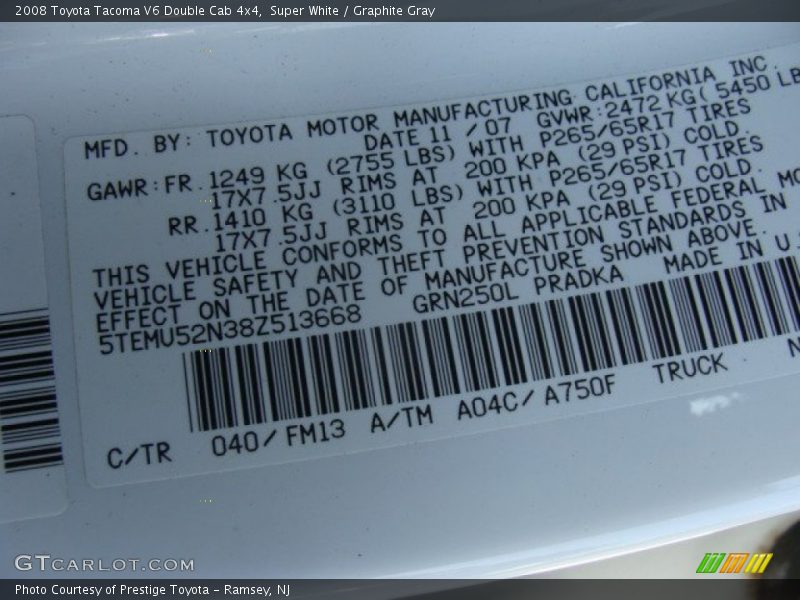 2008 Toyota Tacoma V6 Double Cab 4x4, Super White / Graphite Gray
MFD. BY: TOYOTA MOTOR MANUFACTURING CALIFORNIA INC.
DATE 11 / 07 GVWR: 2472 KG ( 5450 LB
GAWR: FR. 1249 KG (2755 LBS) WITH P265/65R17 TIRES
17X7.5JJ RIMS AT 200 KPA (29 PSI) COLD.
RR. 1410 KG (3110 LBS) WITH P265/65R17 TIRES
17X7.5JJ RIMS AT 200 KPA (29 PSI) COLD.
THIS VEHICLE CONFORMS TO ALL APPLICABLE FEDERAL MO
VEHICLE SAFETY AND THEFT PREVENTION STANDARDS IN
EFFECT ON THE DATE OF MANUFACTURE SHOWN ABOVE.
5TEMU52N38Z513668 GRN250L PRADKA MADE IN U.
C/TR 040/FM13 A/TM A04C/A750F TRUCK N
GTCARLOT.COM
Photo Courtesy of Prestige Toyota - Ramsey, NJ